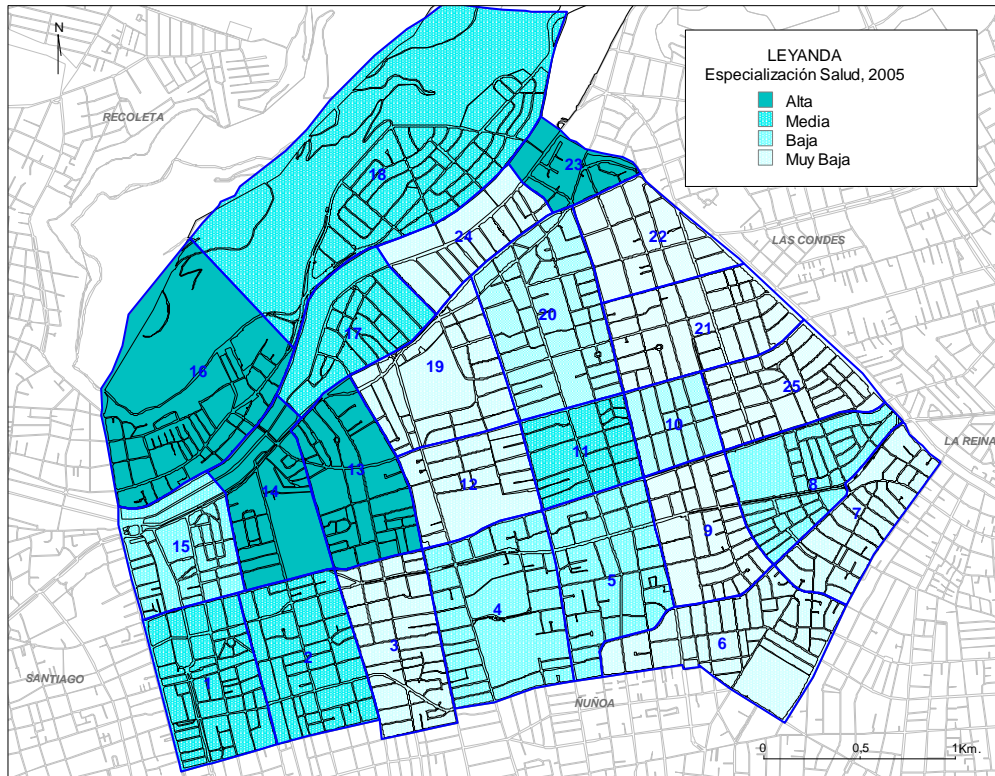 N
LEYANDA
Especialización Salud, 2005
Alta
Media
Baja
Muy Baja
RECOLETA
23
18
24
22
LAS CONDES
20
17
21
19
16
25
10
LA REINA
11
13
12
14
8
7
9
15
5
4
6
3
2
1
SANTIAGO
ÑUÑOA
0 0,5 1Km.